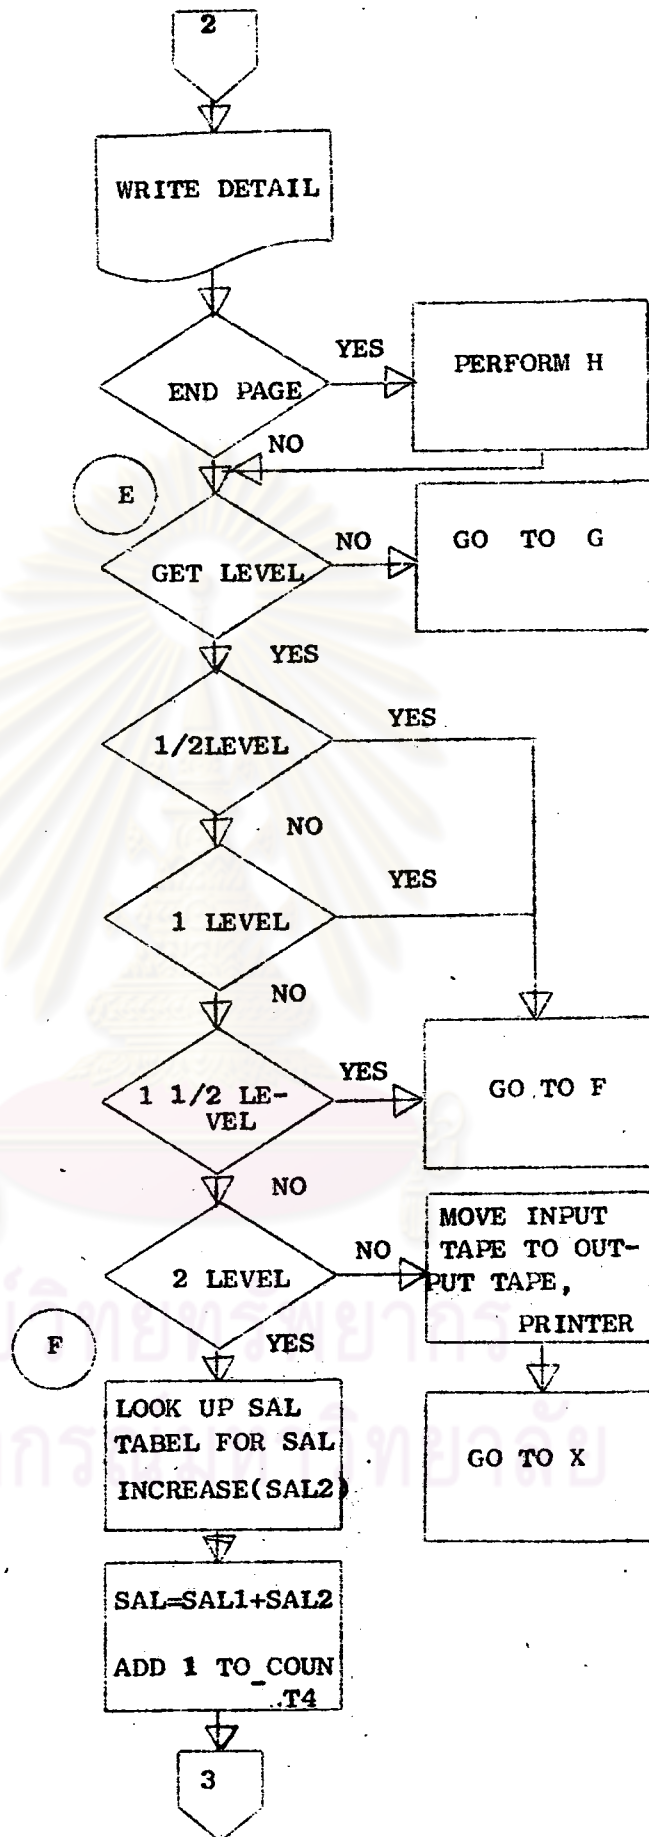 2
WRITE DETAIL
YES
PERFORM H
END PAGE
NO
E
NO
GO TO G
GET LEVEL
YES
YES
1/2LEVEL
NO
YES
1 LEVEL
NO
YES
GO TO F
1 1/2 LE-
VEL
NO
MOVE INPUT
TAPE TO OUT-
PUT TAPE,
PRINTER
NO
2 LEVEL
F
YES
LOOK UP SAL
TABEL FOR SAL
INCREASE(SAL2)
GO TO X
SAL=SAL1+SAL2
ADD 1 TO COUN
T4
3